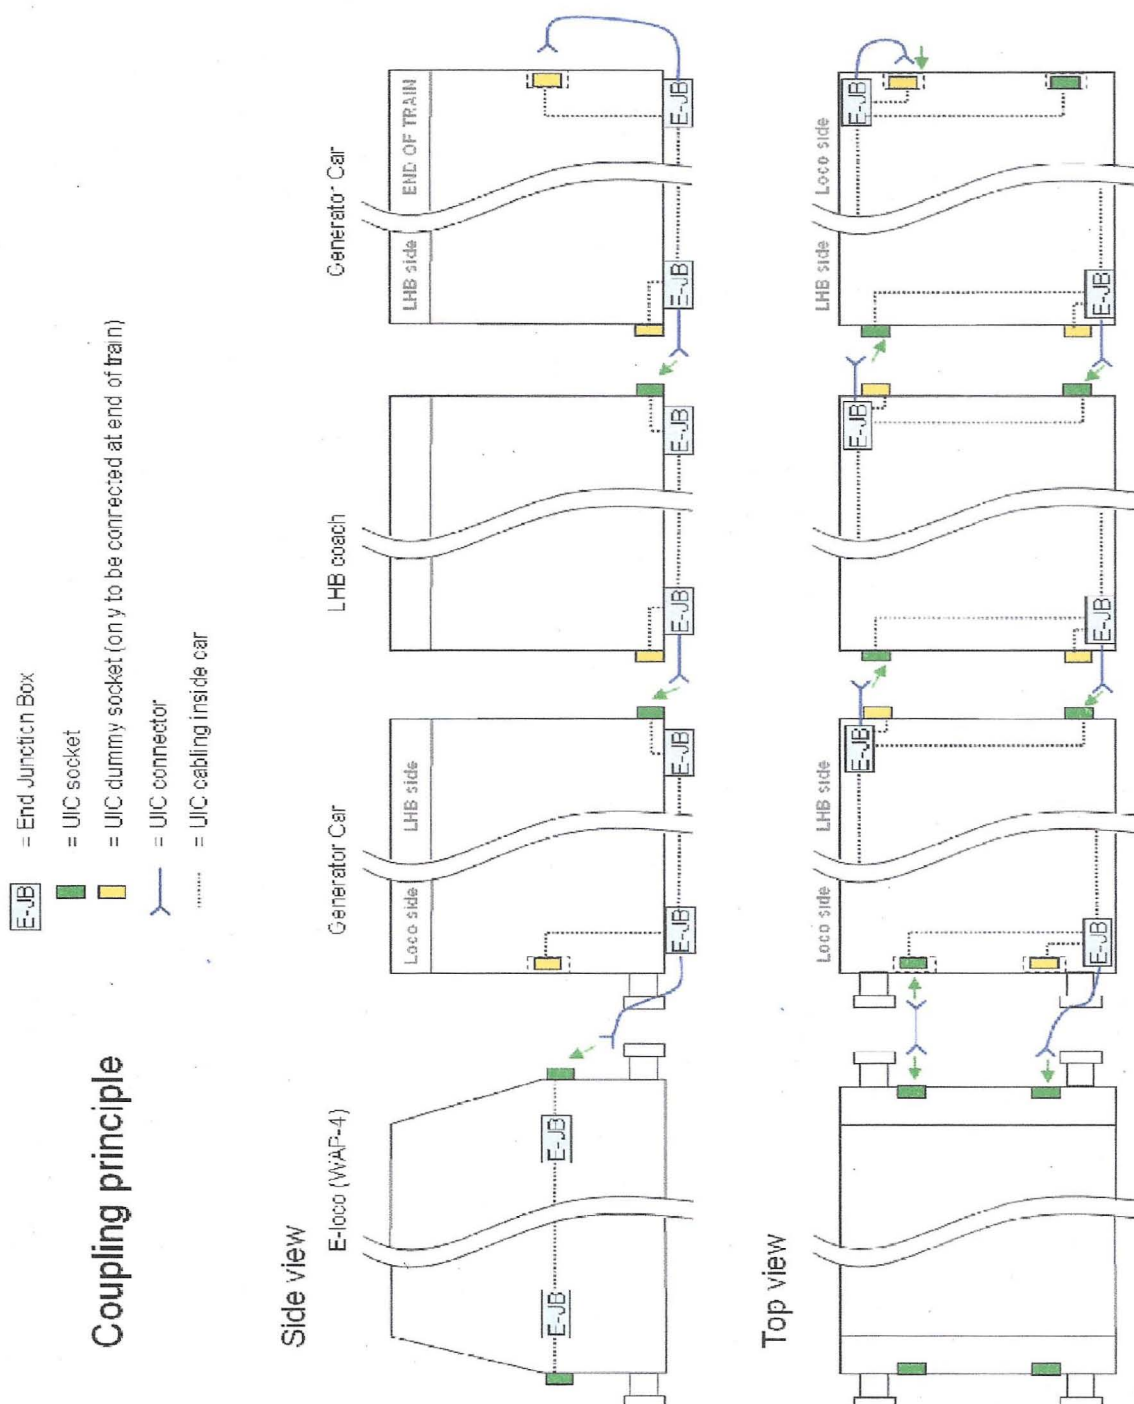 Coupling principle
E-JB = End Junction Box
= UIC socket
= UIC dummy socket (only to be connected at end of train)
= UIC connector
= UIC cabling inside car
Side view
E-loco (WAP-4)
Generator Car
LHB coach
Generator Car
Loco side
LHB side
LHB side
END OF TRAIN
E-JB
E-JB
E-JB
E-JB
E-JB
E-JB
E-JB
E-JB
Top view
Loco side
LHB side
LHB side
Loco side
E-JB
E-JB
E-JB
E-JB
E-JB
E-JB